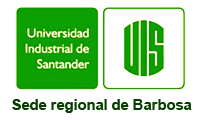 Universidad
Industrial de
Santander
UIS
Sede regional de Barbosa